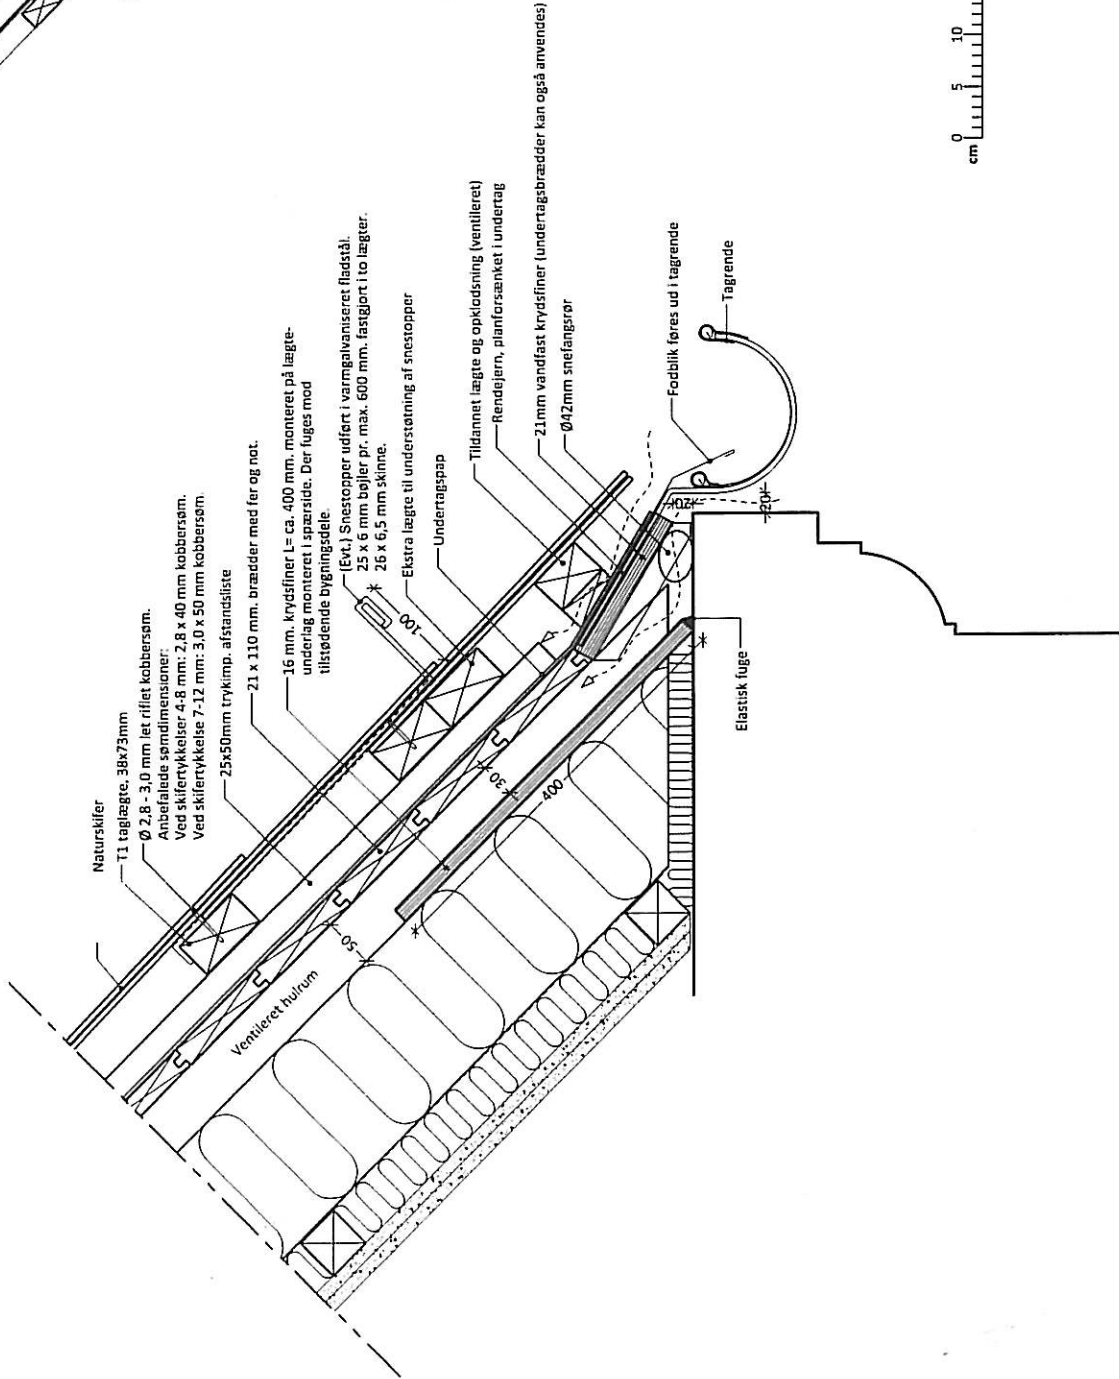 Naturskifer
T1 taglægte, 38x73mm
Ø 2,8 - 3,0 mm let riflet kobbersøm.
Anbefalede sømdimensioner:
Ved skifertykkelser 4-8 mm: 2,8 x 40 mm kobbersøm.
Ved skifertykkelse 7-12 mm: 3,0 x 50 mm kobbersøm.
25x50mm trykimp. afstandsliste
21 x 110 mm. brædder med fer og not.
16 mm. krydsfiner L= ca. 400 mm. monteret på lægte-
underlag monteret i spærside. Der fuges mod
tilstødende bygningsdele.
(Evt.) Snestopper udført i varmgalvaniseret fladstål.
25 x 6 mm bøjler pr. max. 600 mm. fastgjort i to lægter.
26 x 6,5 mm skinne.
Ekstra lægte til understøtning af snestopper
Undertagspap
Tildannet lægte og opklodsning (ventileret)
Rendejern, planforsænket i undertag
21mm vandfast krydsfiner (undertagsbrædder kan også anvendes)
Ø42mm snefangsrør
Fodblik føres ud i tagrende
Tagrende
Elastisk fuge
Ventileret hulrum
50
30
400
100
20
20
cm
0
5
10